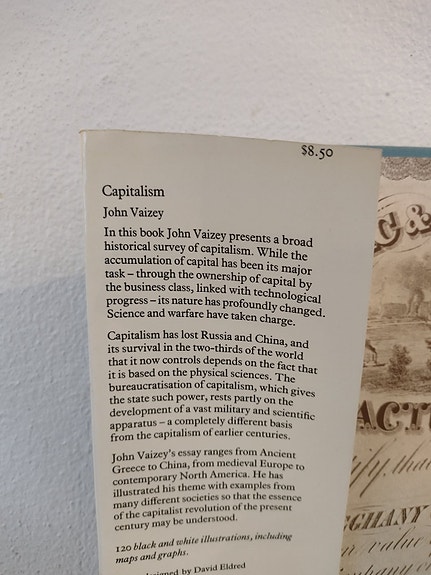 $8.50
Capitalism
John Vaizey
In this book John Vaizey presents a broad
historical survey of capitalism. While the
accumulation of capital has been its major
task – through the ownership of capital by
the business class, linked with technological
progress – its nature has profoundly changed.
Science and warfare have taken charge.
Capitalism has lost Russia and China, and
its survival in the two-thirds of the world
that it now controls depends on the fact that
it is based on the physical sciences. The
bureaucratisation of capitalism, which gives
the state such power, rests partly on the
development of a vast military and scientific
apparatus – a completely different basis
from the capitalism of earlier centuries.
John Vaizey's essay ranges from Ancient
Greece to China, from medieval Europe to
contemporary North America. He has
illustrated his theme with examples from
many different societies so that the essence
of the capitalist revolution of the present
century may be understood.
120 black and white illustrations, including
maps and graphs.
designed by David Eldred
G &
ACTU
ify, that
EGHANY
value